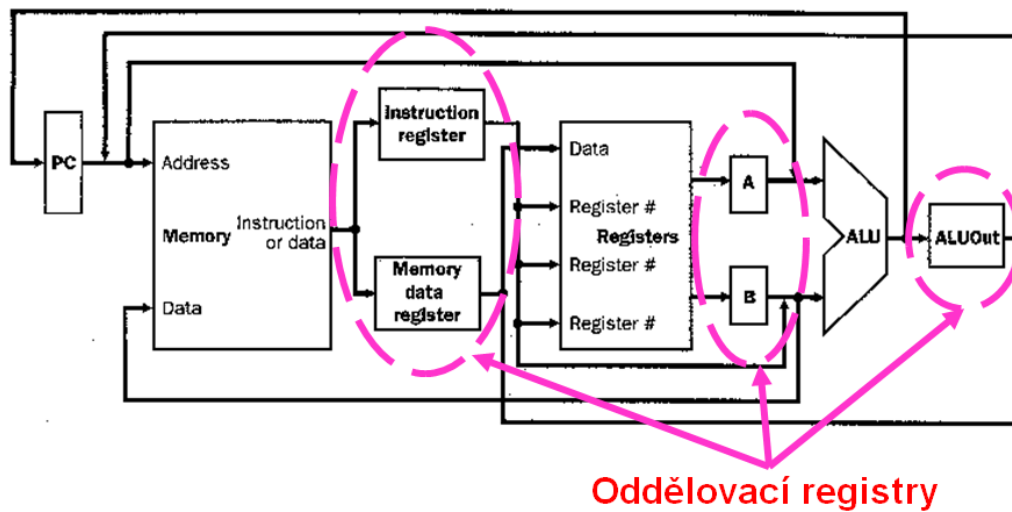 PC
Address
Memory
Instruction
or data
Data
Instruction
register
Memory
data
register
Data
Register #
Registers
Register #
Register #
A
B
ALU
ALUOut
Oddělovací registry